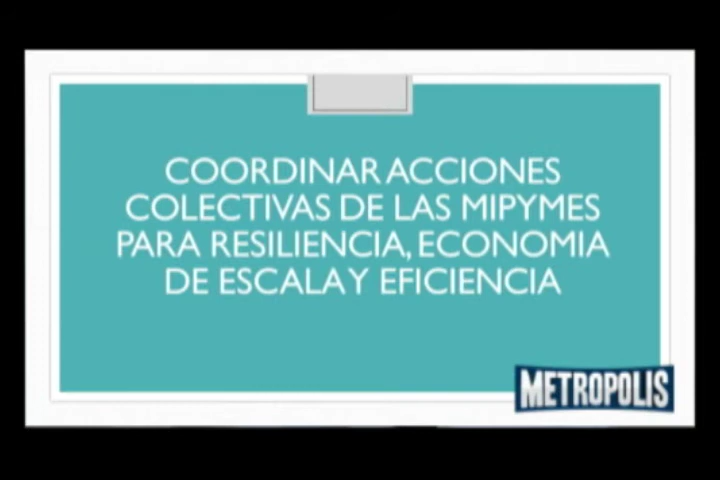 COORDINAR ACCIONES
COLECTIVAS DE LAS MIPYMES
PARA RESILIENCIA, ECONOMIA
DE ESCALA Y EFICIENCIA
METROPOLIS